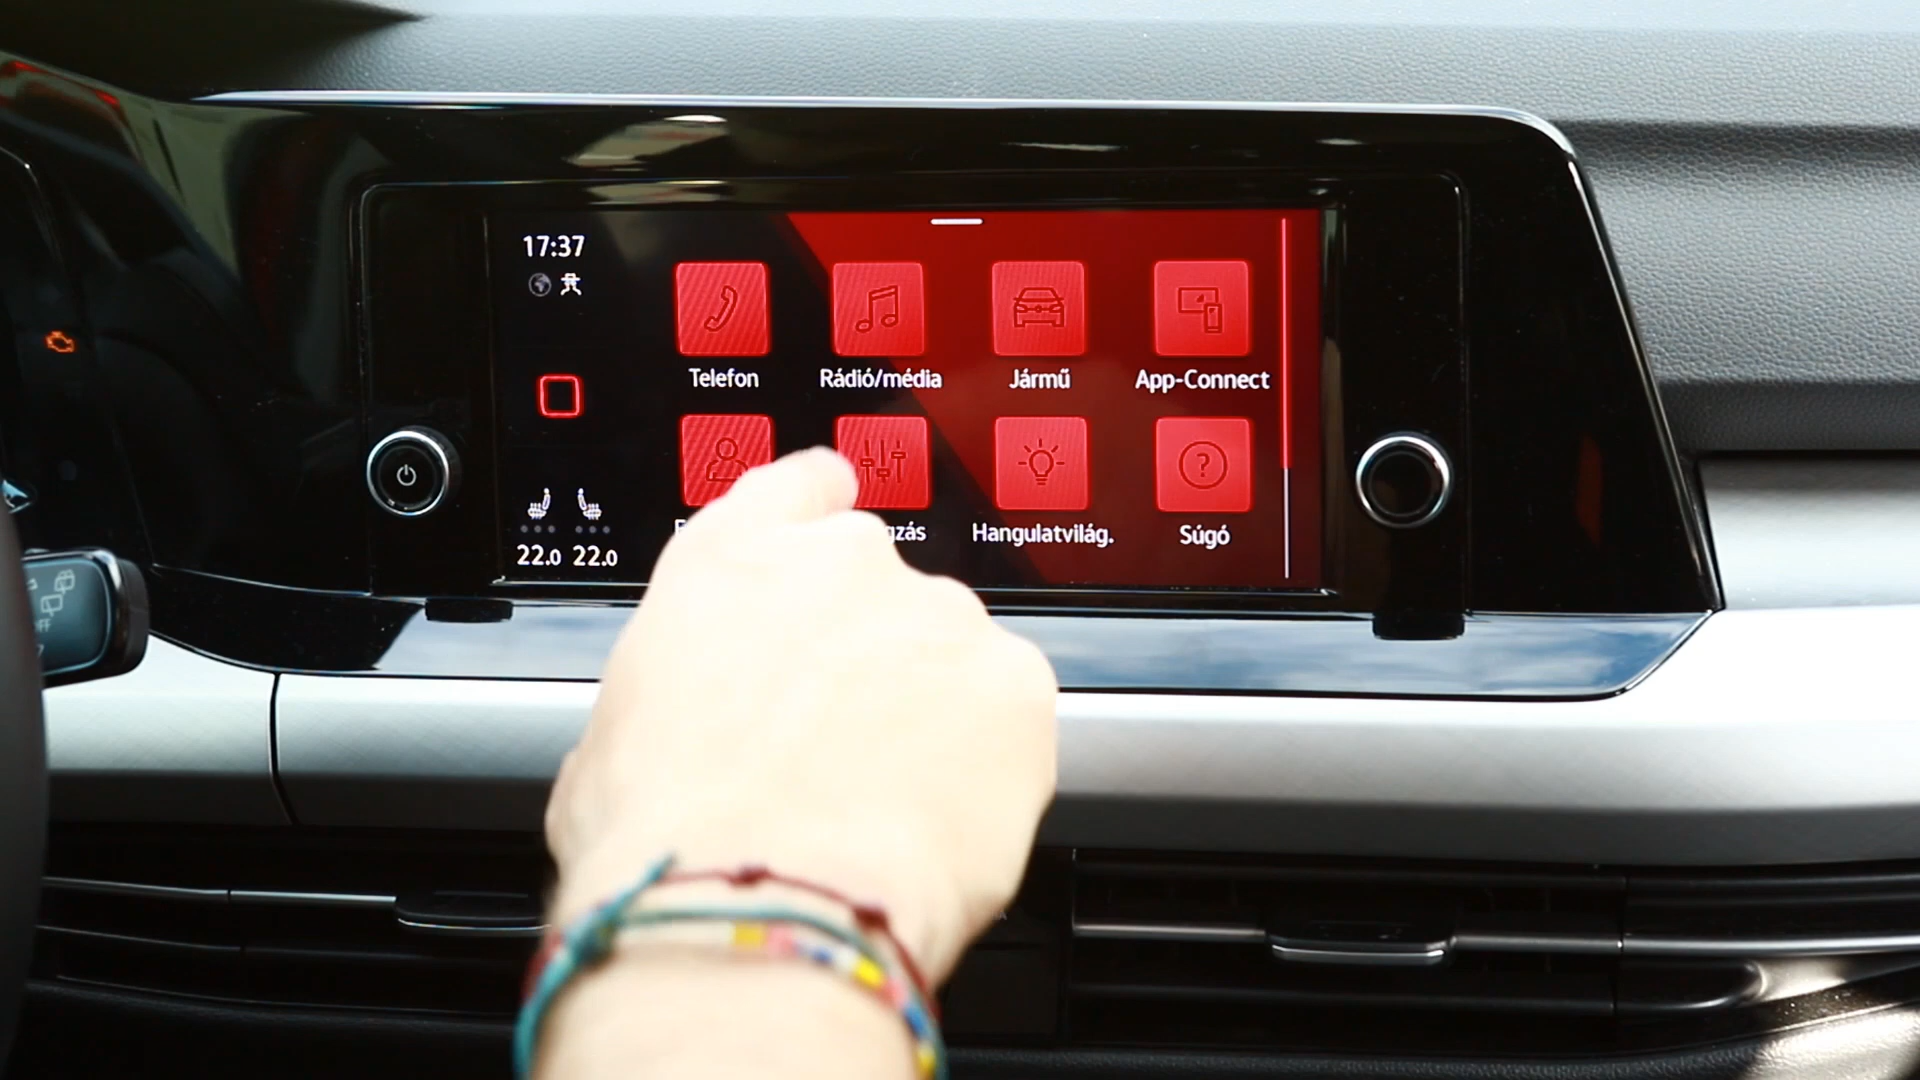 17:37
Telefon
Rádió/média
Jármű
App-Connect
Hangulatvilág.
Súgó
22.0 22.0